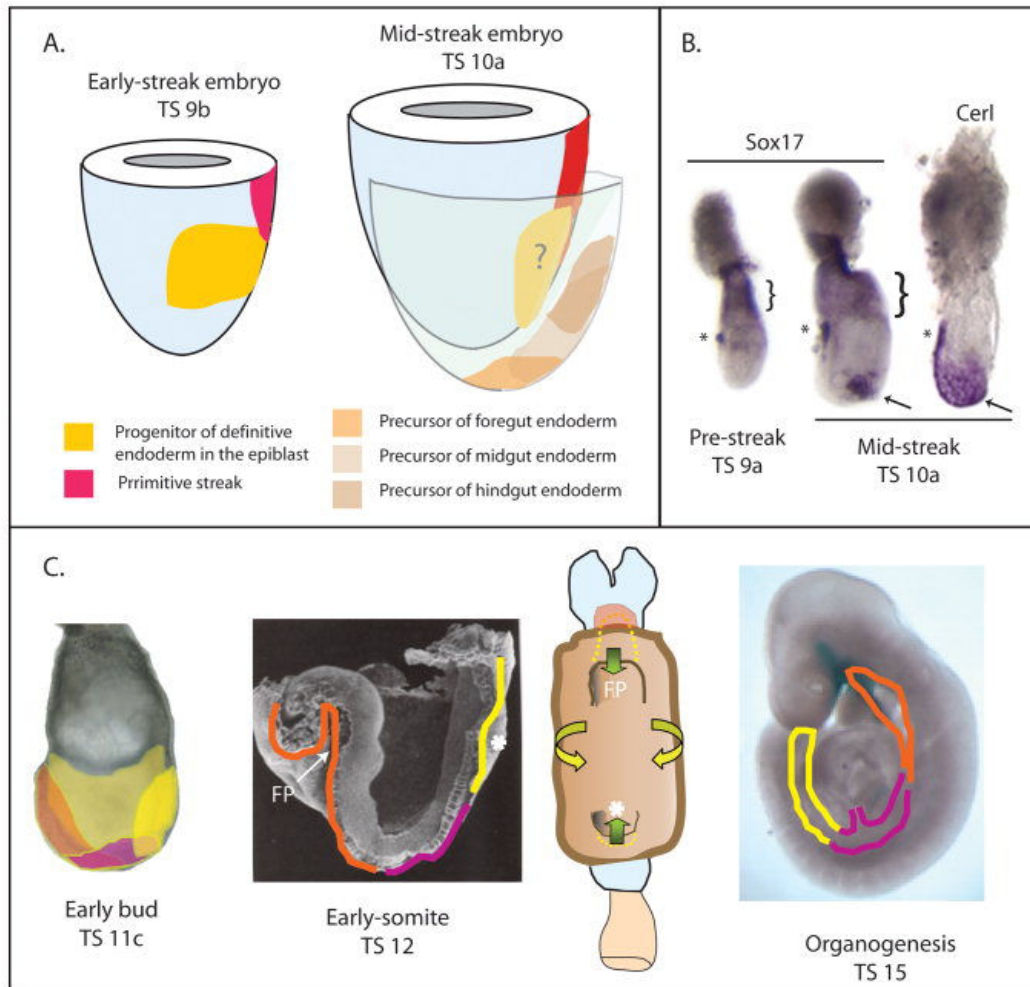 A.
Early-streak embryo
TS 9b
Mid-streak embryo
TS 10a
?
Progenitor of definitive
endoderm in the epiblast
Prrimitive streak
Precursor of foregut endoderm
Precursor of midgut endoderm
Precursor of hindgut endoderm
B.
Sox17
Cerl
}
}
*
*
*
Pre-streak
TS 9a
Mid-streak
TS 10a
C.
FP
*
FP
*
Early bud
TS 11c
Early-somite
TS 12
Organogenesis
TS 15